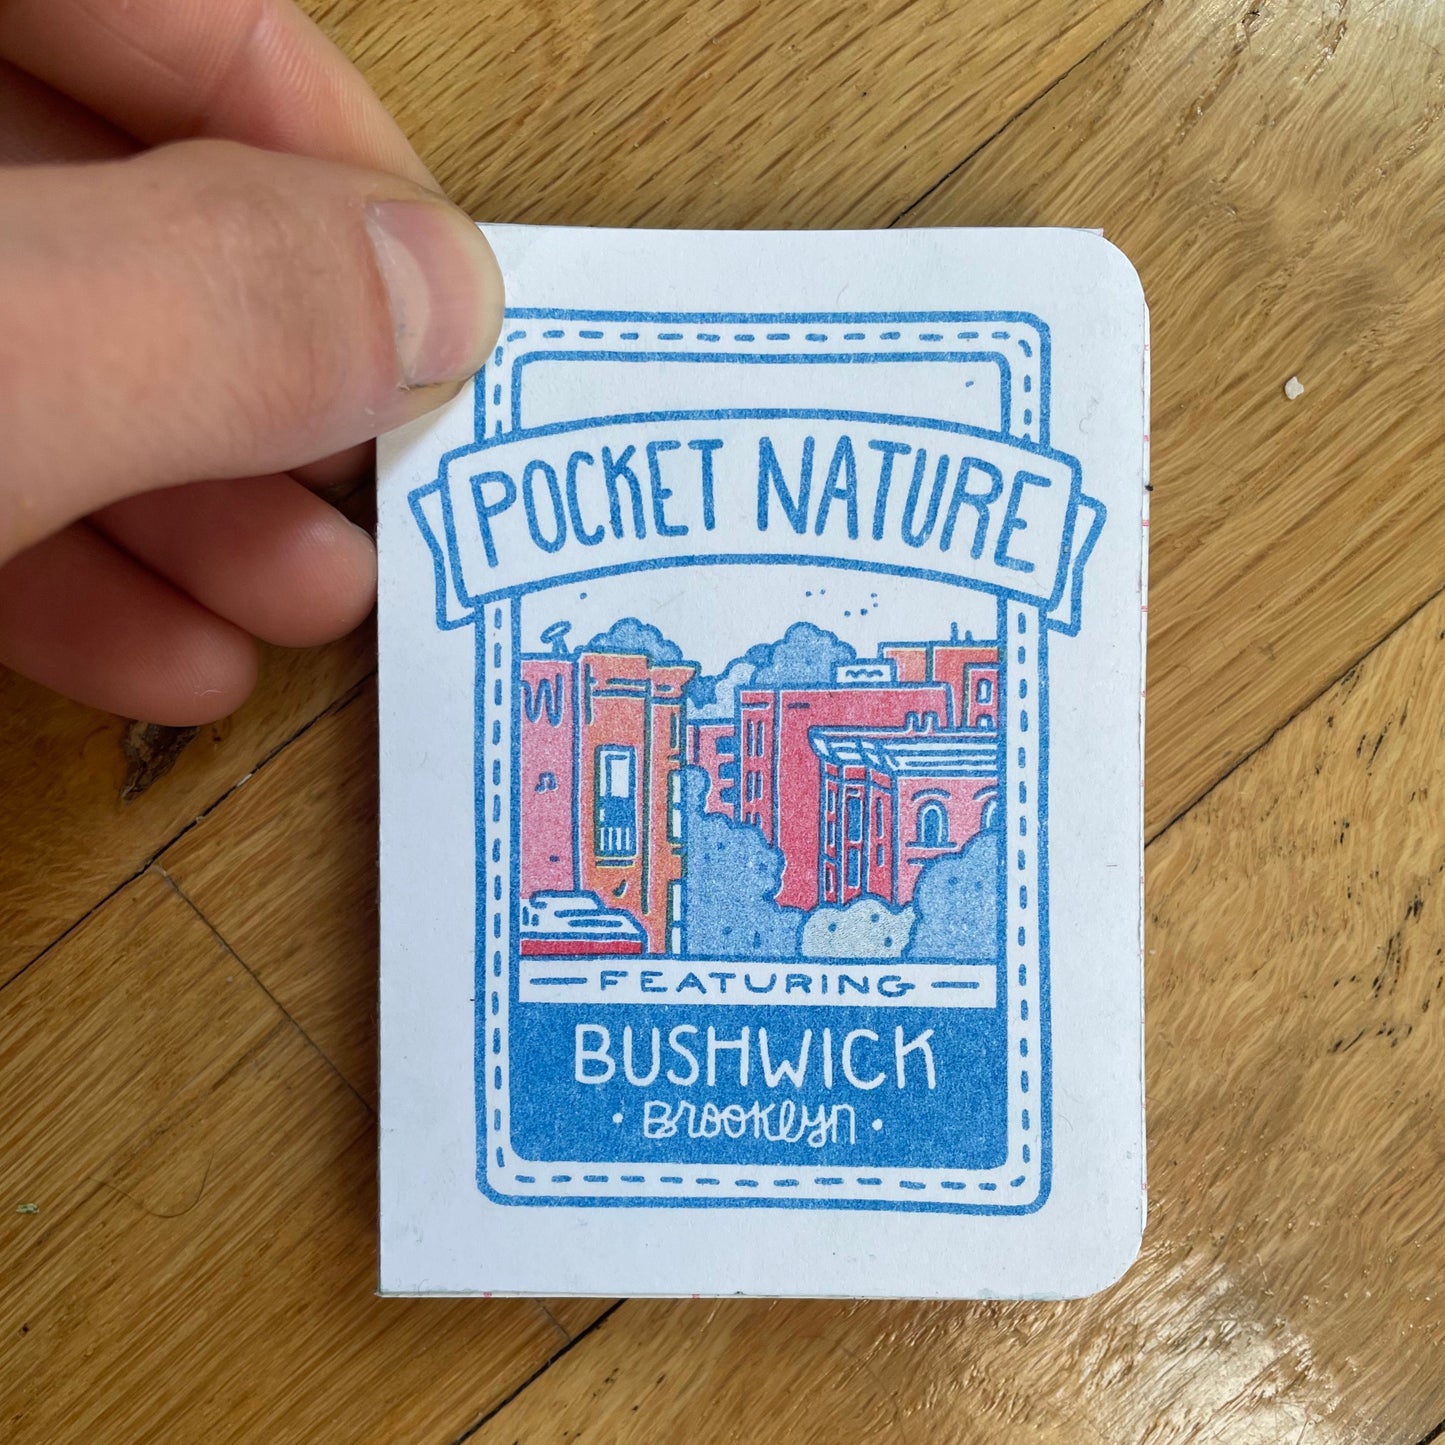 POCKET NATURE
FEATURING
BUSHWICK
Brooklyn